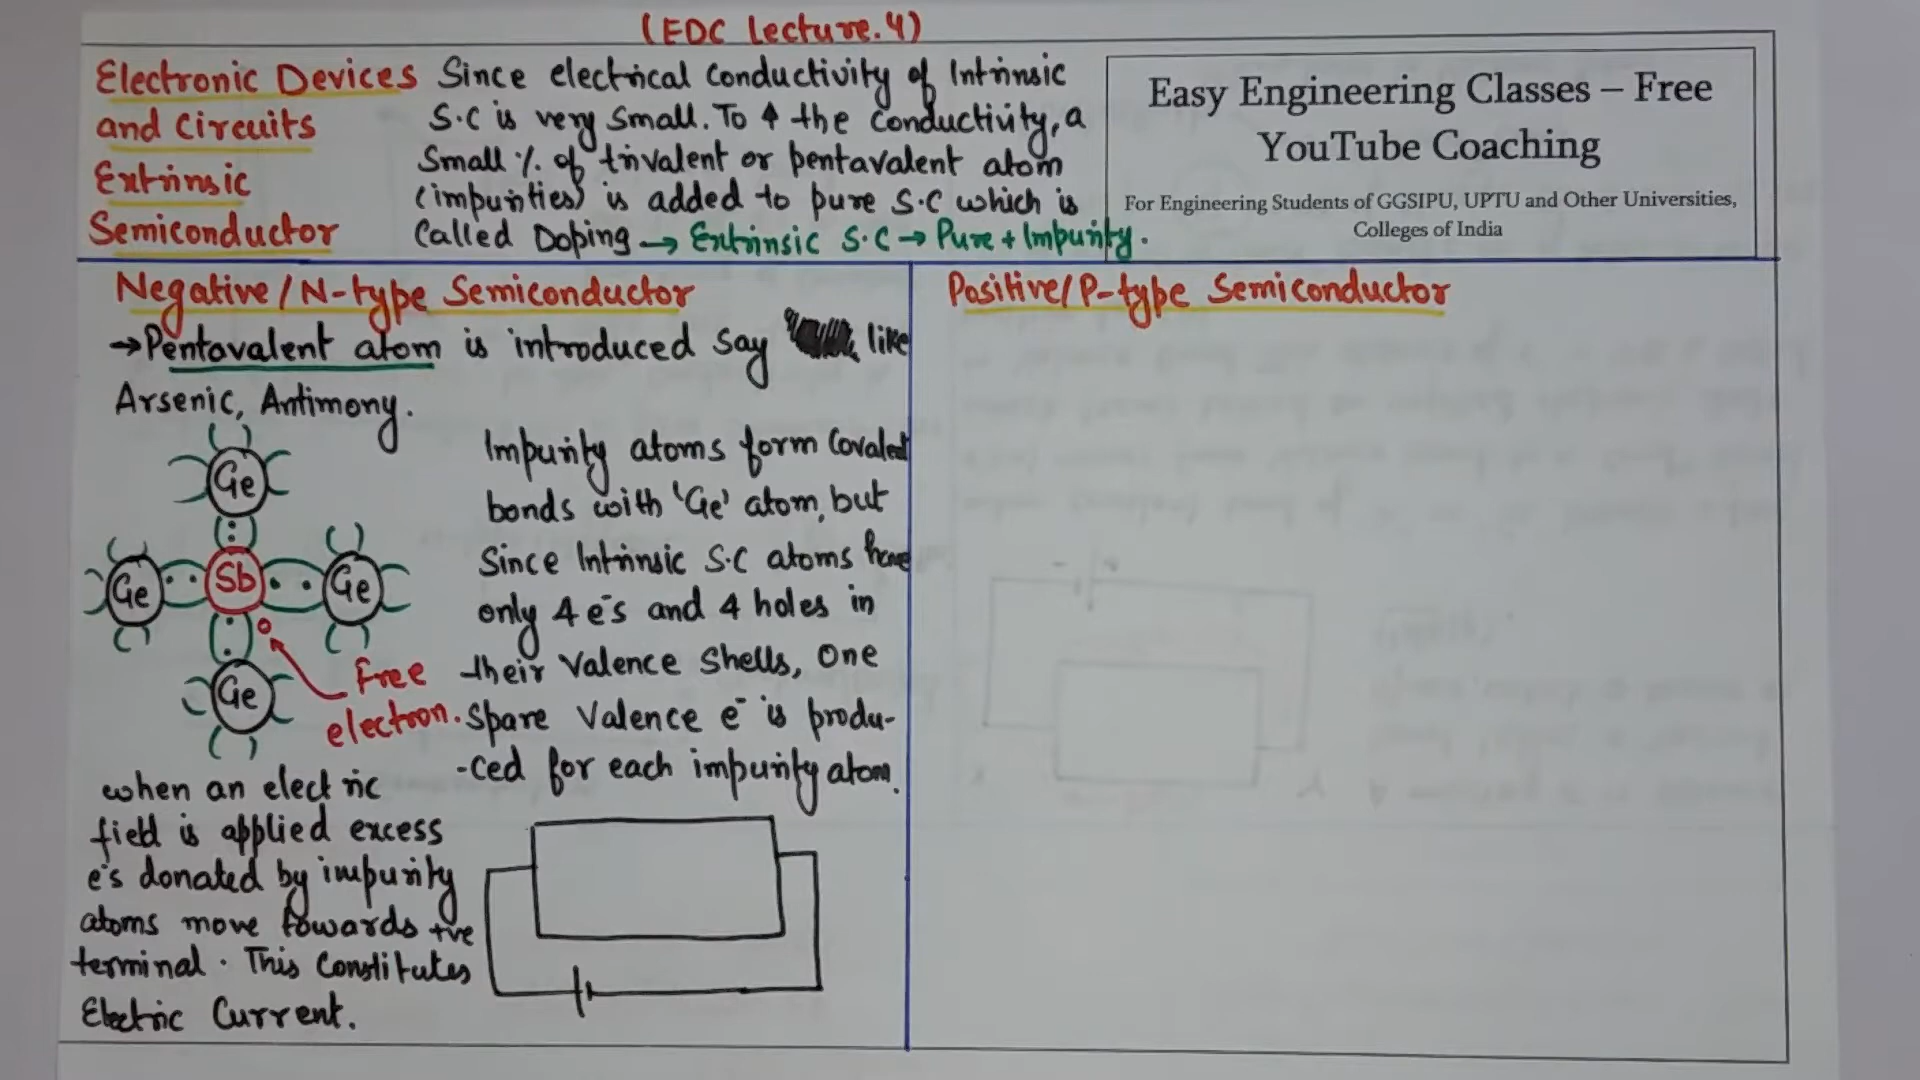 (EDC Lecture.4)
Electronic Devices
and Circuits
Extrinsic
Semiconductor
Since electrical Conductivity of Intrinsic
S.C is very Small. To ↑ the Conductivity, a
Small % of trivalent or pentavalent atom
(impurities) is added to pure S.C which is
Called Doping → Extrinsic S.C → Pure + Impurity.
Easy Engineering Classes – Free
YouTube Coaching
For Engineering Students of GGSIPU, UPTU and Other Universities,
Colleges of India
Negative/N-type Semiconductor
→Pentavalent atom is introduced say like
Arsenic, Antimony.
Ge
Ge
Sb
Ge
Ge
Free
electron.
Impurity atoms form Covalent
bonds with 'Ge' atom, but
Since Intrinsic S.C atoms have
only 4 e⁻s and 4 holes in
their Valence Shells, One
Spare Valence e⁻ is produ-
-ced for each impurity atom.
when an electric
field is applied excess
e⁻s donated by impurity
atoms move towards +ve
terminal. This Constitutes
Electric Current.
Positive/P-type Semiconductor